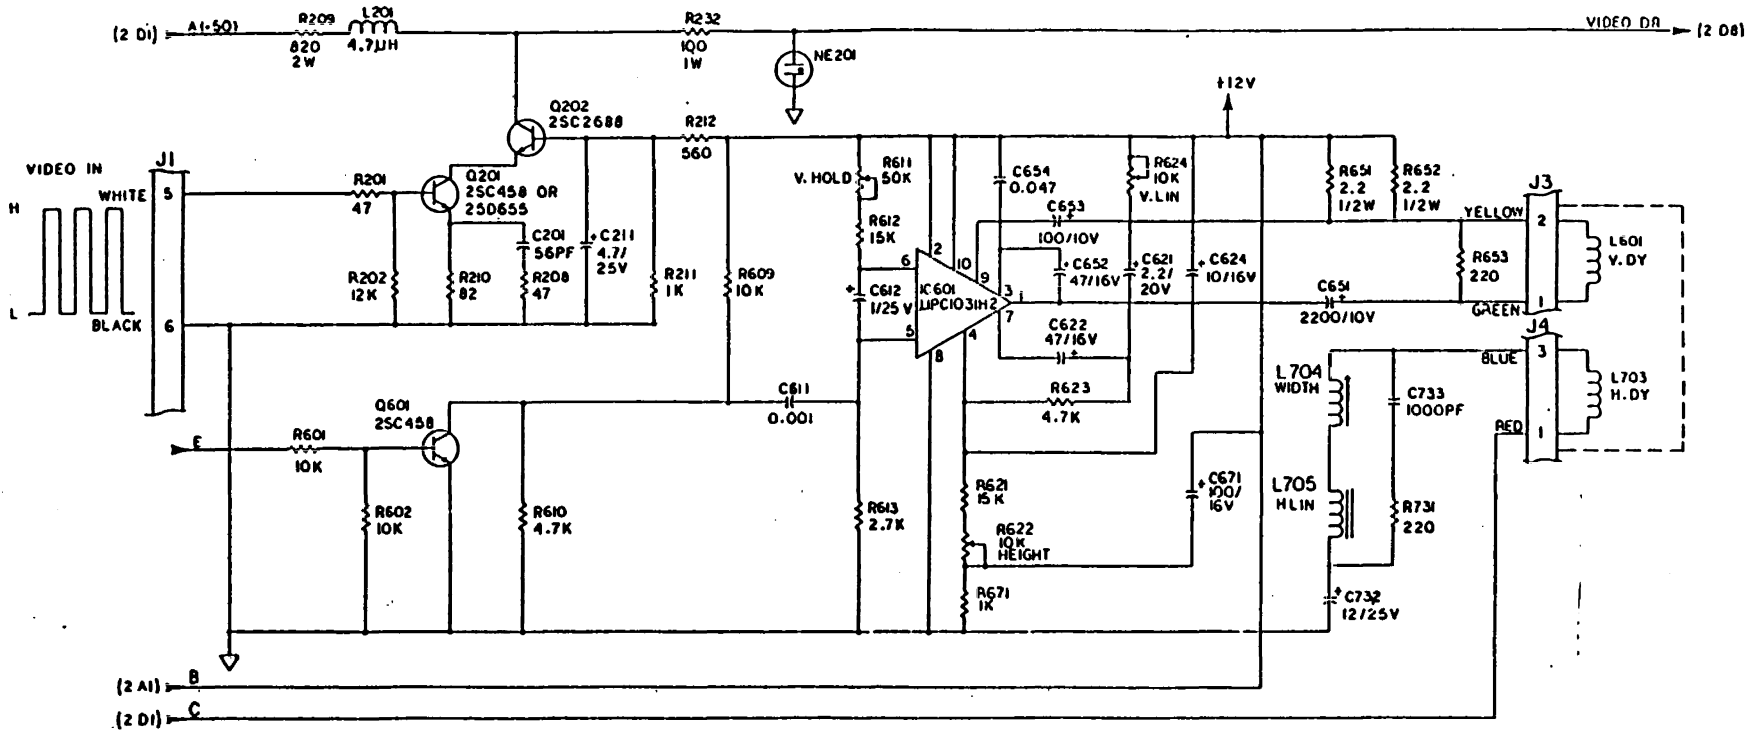 (2 D1) A(+50) R209 820 2W
L201 4.7µH
R232 100 1W
NE201
VIDEO DR (2 D8)
+12V
Q202
2SC2688
R212
560
VIDEO IN
J1
WHITE 5
H
L
BLACK 6
R201
47
Q201
2SC458 OR
2SD655
C201
56PF
+ C211
4.7/
25V
R202
12K
R210
82
R208
47
R211
1K
R609
10K
R611
50K
V. HOLD
R612
15K
+ C612
1/25 V
C654
0.047
C653 +
100/10V
R624
10K
V.LIN
R651
2.2
1/2W
R652
2.2
1/2W
J3
YELLOW 2
L601
V. DY
R653
220
GREEN 1
C651 +
2200/10V
6
5
2
10
9
3
1
7
4
8
IC601
µPC1031H2
+ C652
47/16V
+ C621
2.2/
20V
+ C624
10/16V
C622
47/16V +
R623
4.7K
J4
BLUE 3
L703
H. DY
RED 1
L704
WIDTH
C733
1000PF
L705
HLIN
R731
220
+ C732
12/25V
C611
0.001
Q601
2SC458
E
R601
10K
R602
10K
R610
4.7K
R613
2.7K
R621
15K
R622
10K
HEIGHT
R671
1K
+ C671
100/
16V
(2 A1) B
(2 D1) C